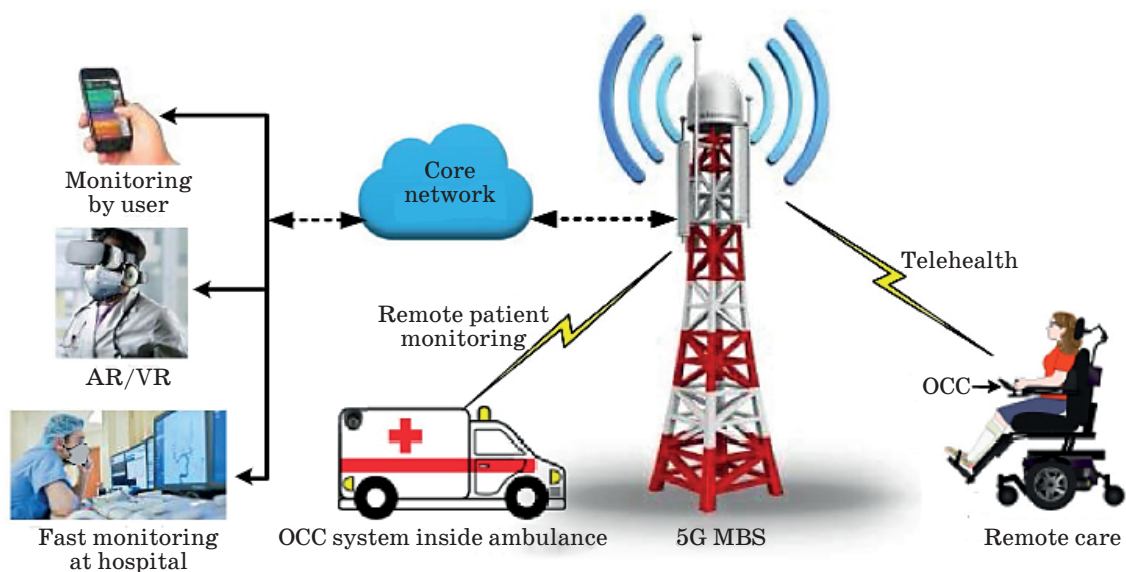 Monitoring
by user
AR/VR
Fast monitoring
at hospital
Core
network
Remote patient
monitoring
OCC system inside ambulance
5G MBS
Telehealth
OCC
Remote care